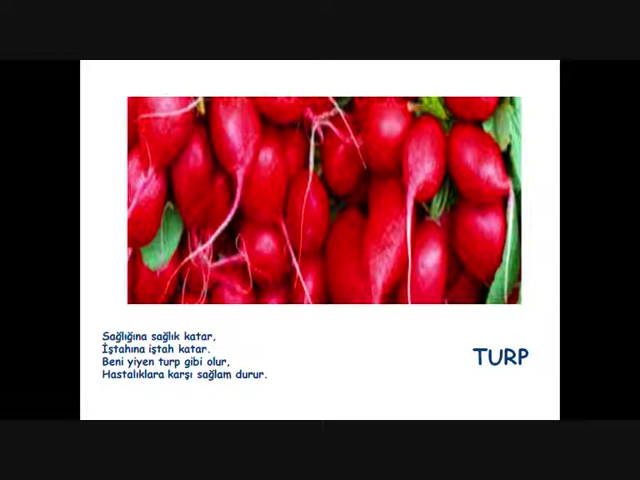 Sağlığına sağlık katar,
İştahına iştah katar.
Beni yiyen turp gibi olur,
Hastalıklara karşı sağlam durur.
TURP